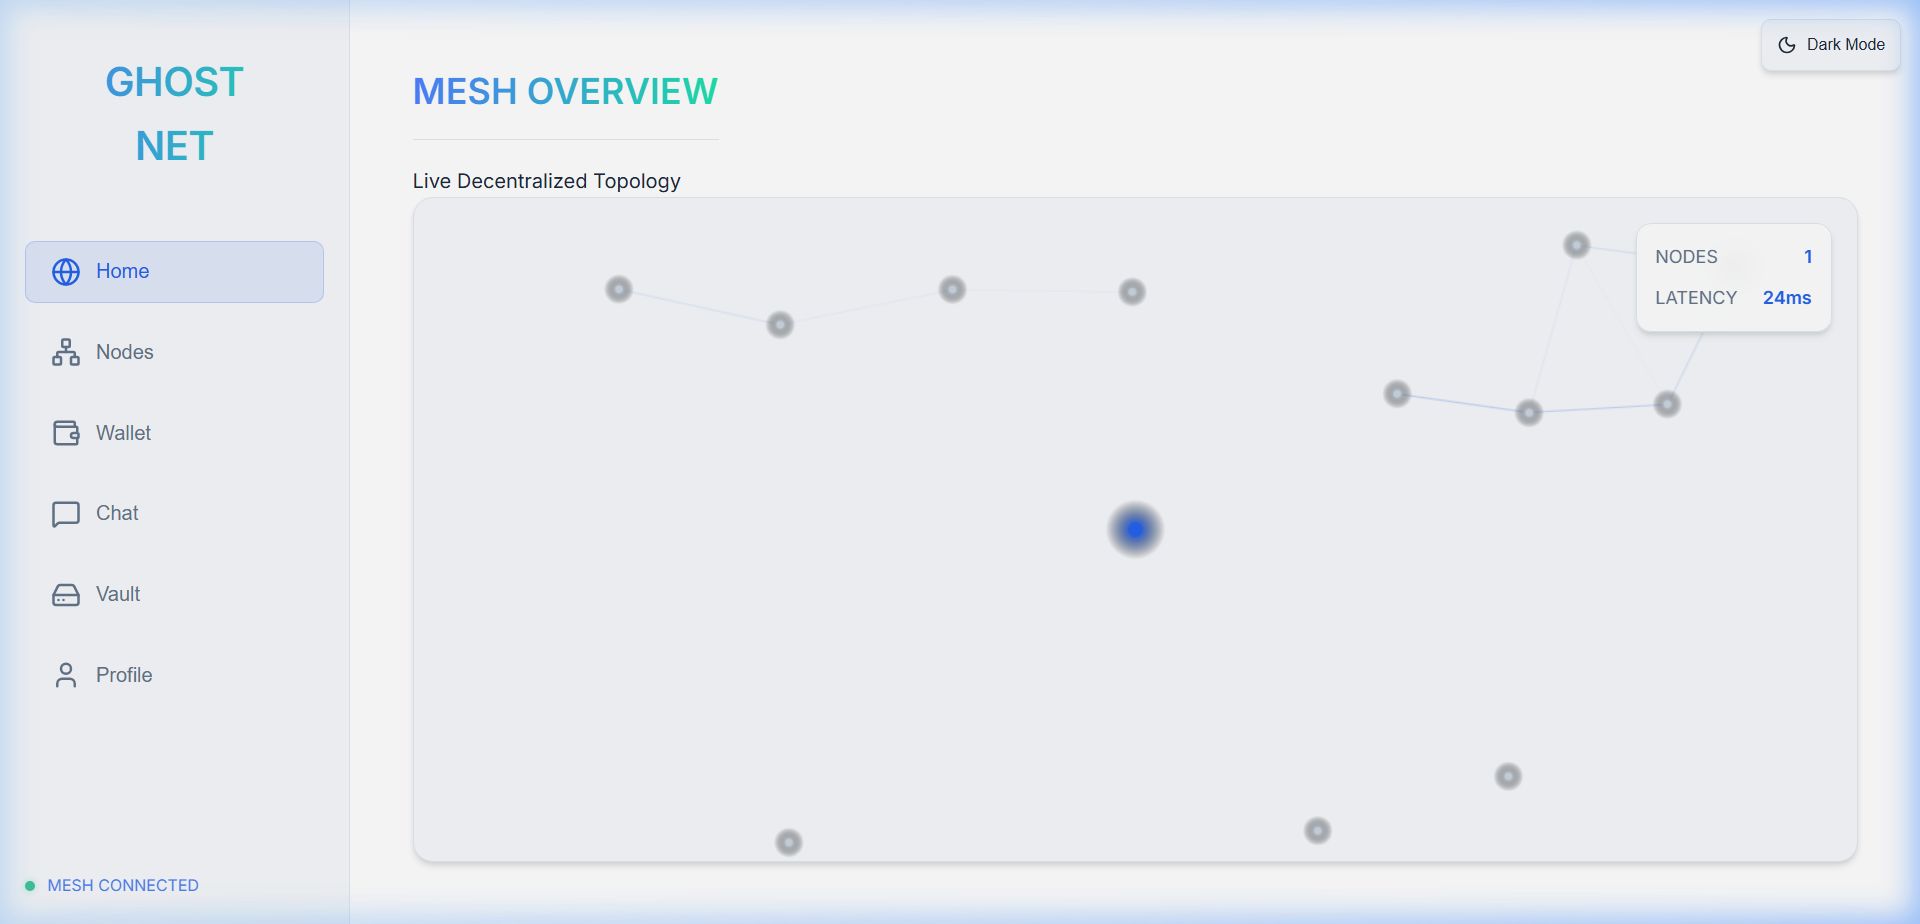 GHOST
NET
Home
Nodes
Wallet
Chat
Vault
Profile
MESH CONNECTED
Dark Mode
MESH OVERVIEW
Live Decentralized Topology
NODES 1
LATENCY 24ms